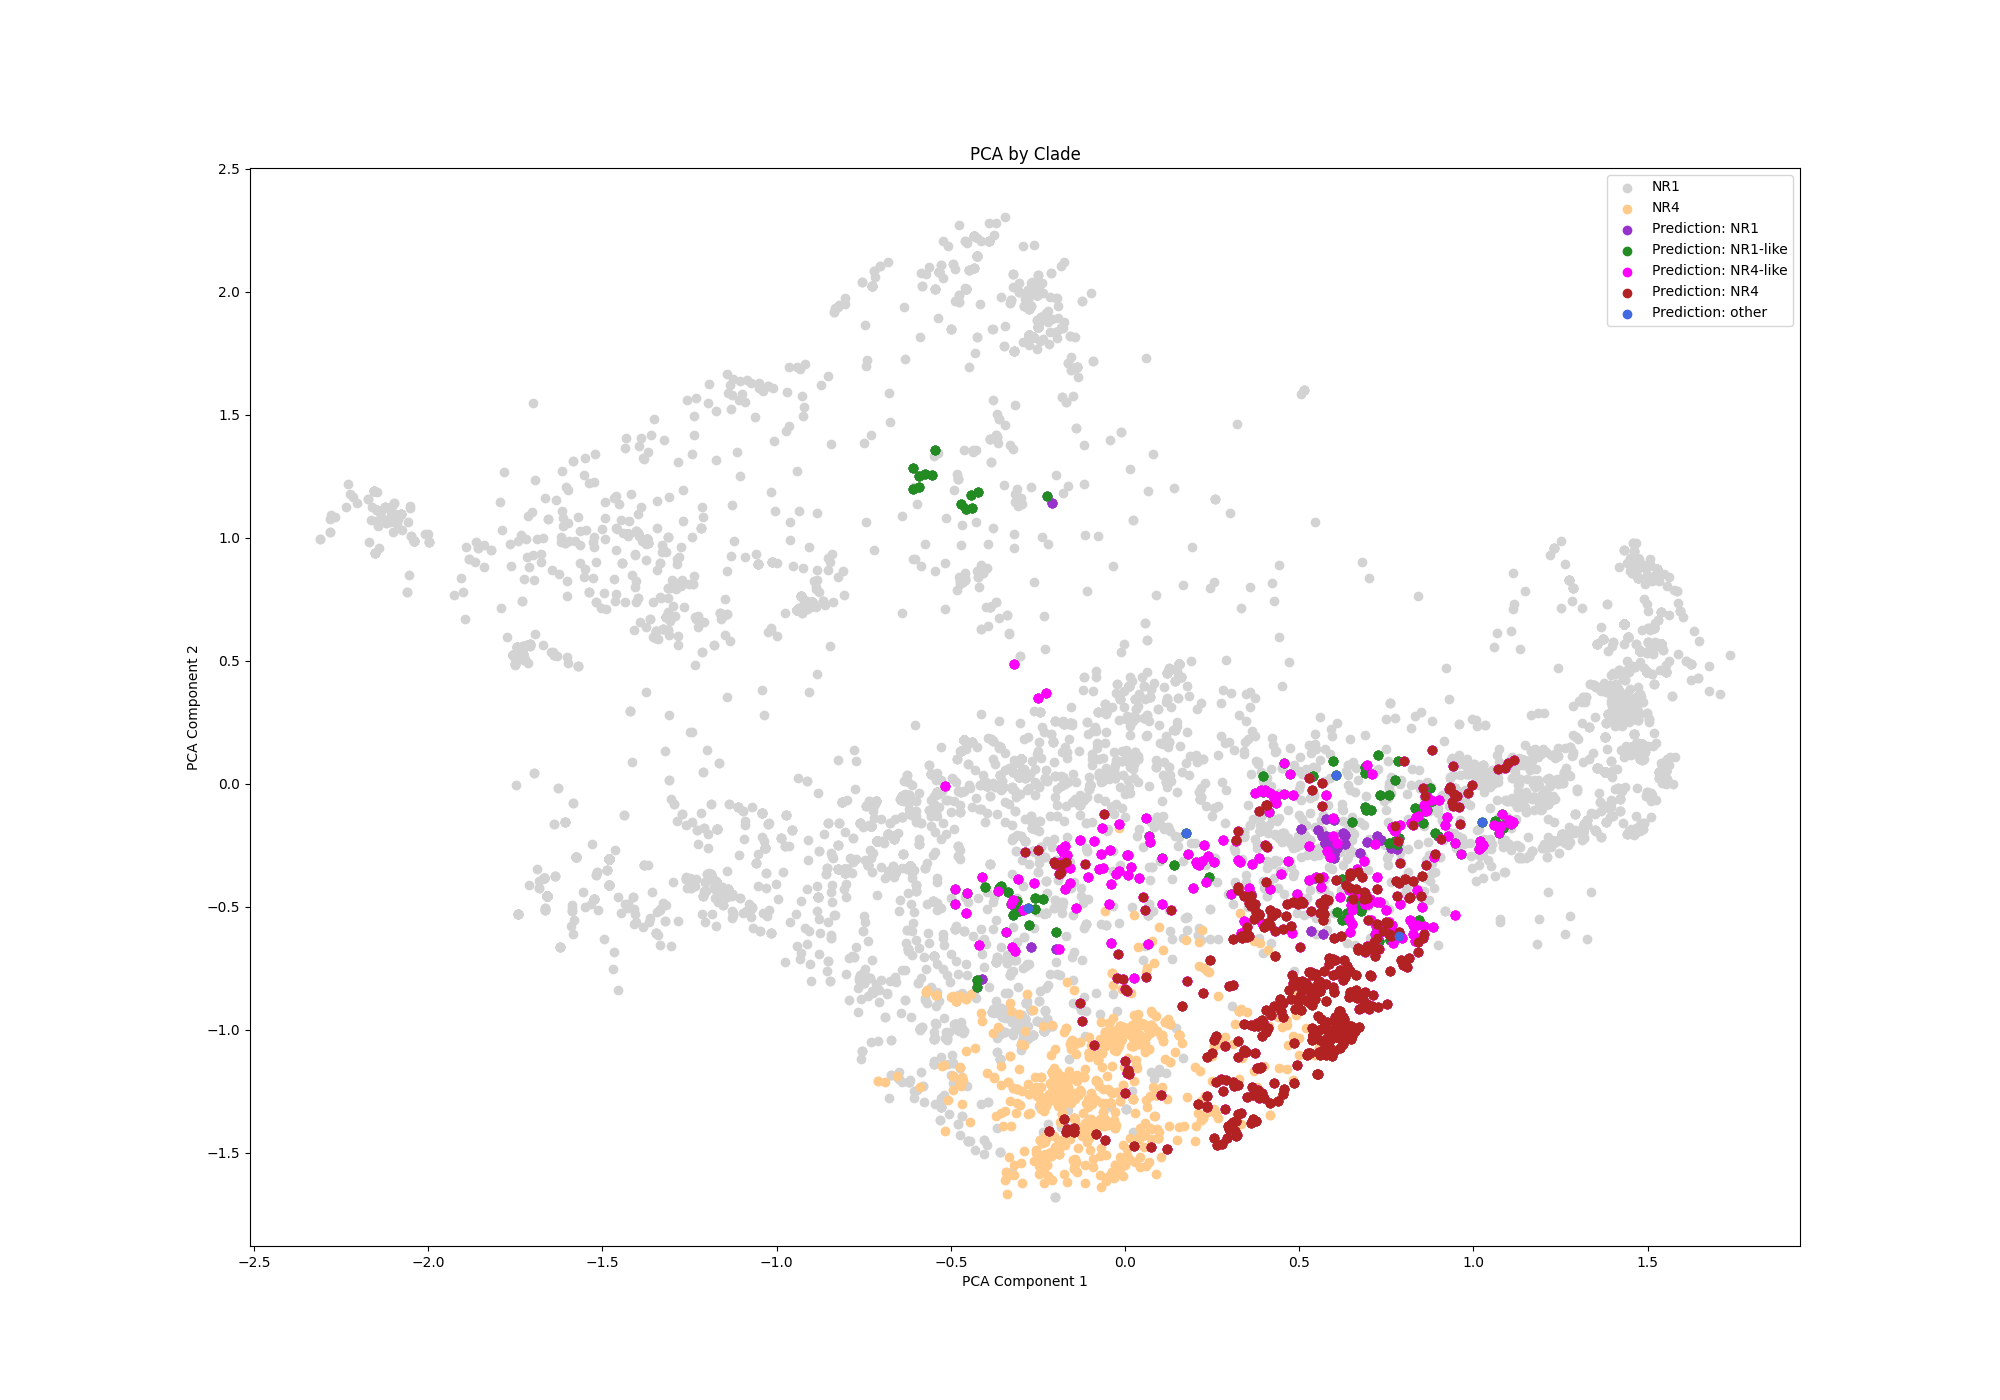 PCA by Clade
NR1
NR4
Prediction: NR1
Prediction: NR1-like
Prediction: NR4-like
Prediction: NR4
Prediction: other
2.5
2.0
1.5
1.0
0.5
0.0
−0.5
−1.0
−1.5
PCA Component 2
−2.5
−2.0
−1.5
−1.0
−0.5
0.0
0.5
1.0
1.5
PCA Component 1